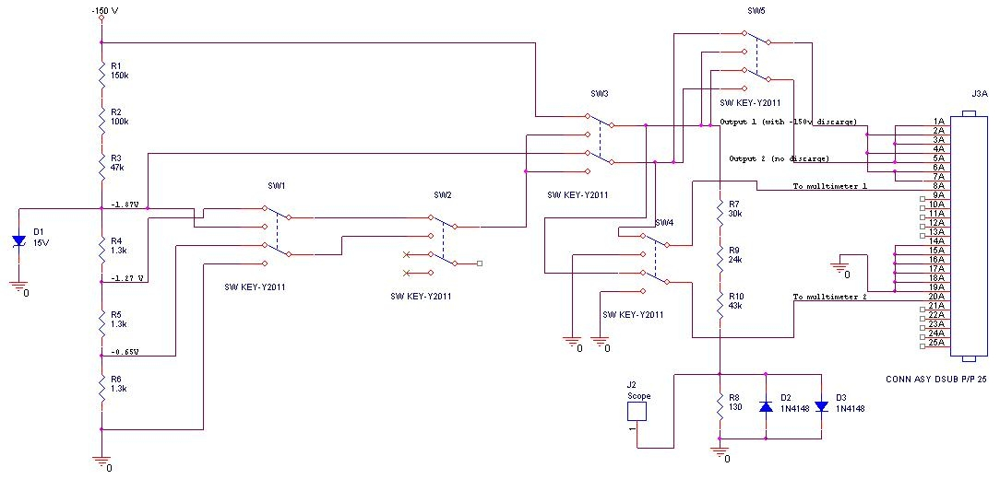 -150 V
SW5
R1
150k
R2
100k
R3
47k
SW3
SW KEY-Y2011
J3A
Output 1 (with -150v discarge)
Output 2 (no discarge)
1A
2A
3A
4A
5A
6A
7A
8A
9A
10A
11A
12A
13A
14A
15A
16A
17A
18A
19A
20A
21A
22A
23A
24A
25A
To mulltimeter 1
SW KEY-Y2011
SW1
SW2
-1.87V
D1
15V
0
R4
1.3k
-1.27 V
SW KEY-Y2011
SW KEY-Y2011
R7
30k
SW4
R9
24k
0
R10
43k
To mulltimeter 2
SW KEY-Y2011
R5
1.3k
-0.65V
0
0
R6
1.3k
0
J2
Scope
1
R8
130
D2
1N4148
D3
1N4148
0
CONN ASY DSUB P/P 25